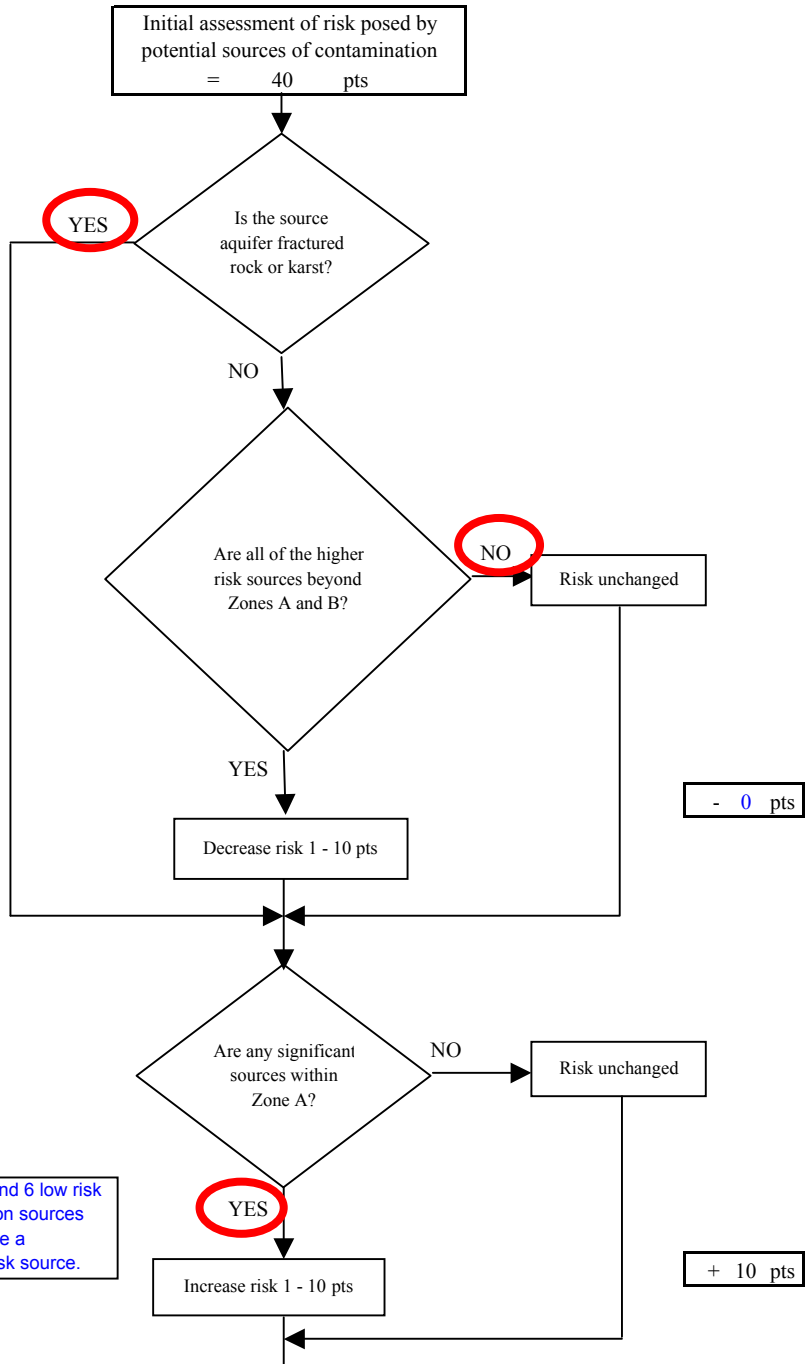 Initial assessment of risk posed by
potential sources of contamination
= 40 pts
YES
Is the source
aquifer fractured
rock or karst?
NO
Are all of the higher
risk sources beyond
Zones A and B?
NO
Risk unchanged
YES
- 0 pts
Decrease risk 1 - 10 pts
Are any significant
sources within
Zone A?
NO
Risk unchanged
nd 6 low risk
on sources
e a
sk source.
YES
+ 10 pts
Increase risk 1 - 10 pts